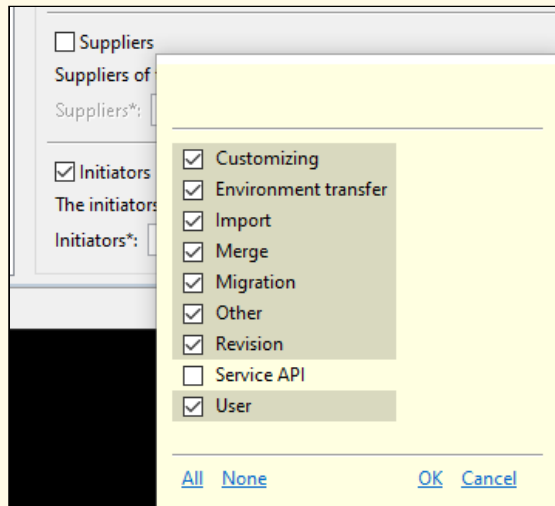 Suppliers
Suppliers of
Suppliers*:
Initiators
The initiators
Initiators*:
Customizing
Environment transfer
Import
Merge
Migration
Other
Revision
Service API
User
All None OK Cancel